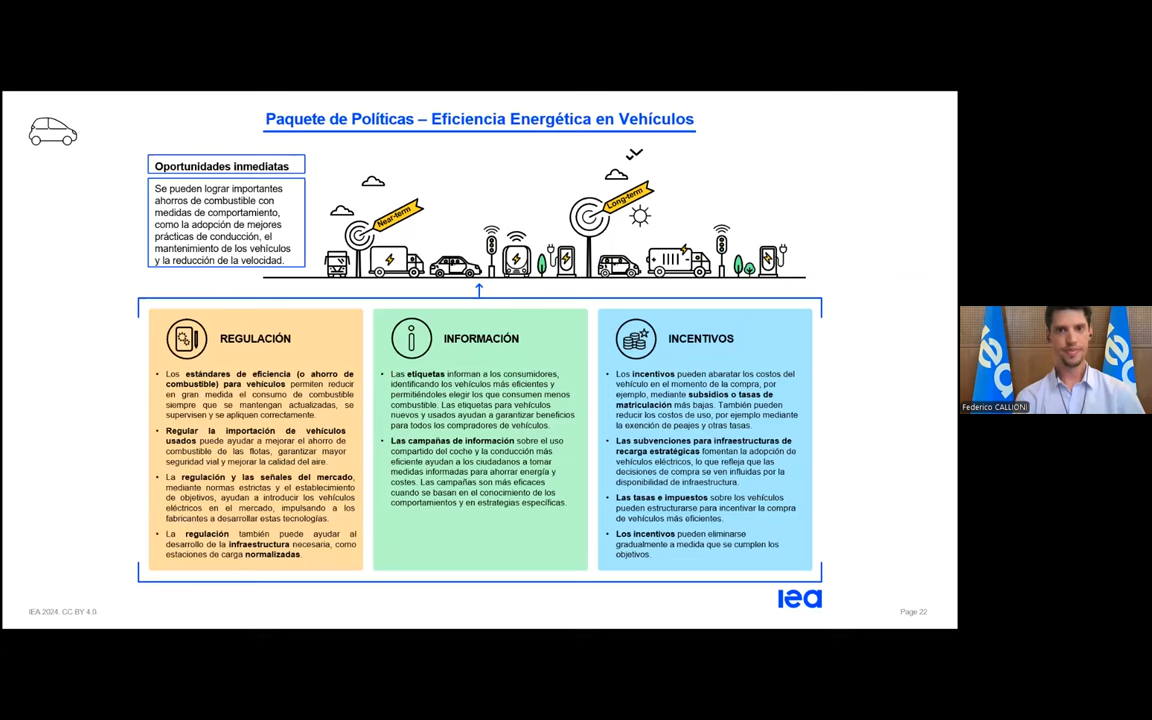 Paquete de Políticas – Eficiencia Energética en Vehículos
Oportunidades inmediatas
Se pueden lograr importantes
ahorros de combustible con
medidas de comportamiento,
como la adopción de mejores
prácticas de conducción, el
mantenimiento de los vehículos
y la reducción de la velocidad.
Near-term
Long-term
REGULACIÓN
• Los estándares de eficiencia (o ahorro de
combustible) para vehículos permiten reducir
en gran medida el consumo de combustible
siempre que se mantengan actualizadas, se
supervisen y se apliquen correctamente.
• Regular la importación de vehículos
usados puede ayudar a mejorar el ahorro de
combustible de las flotas, garantizar mayor
seguridad vial y mejorar la calidad del aire.
• La regulación y las señales del mercado,
mediante normas estrictas y el establecimiento
de objetivos, ayudan a introducir los vehículos
eléctricos en el mercado, impulsando a los
fabricantes a desarrollar estas tecnologías.
• La regulación también puede ayudar al
desarrollo de la infraestructura necesaria, como
estaciones de carga normalizadas.
INFORMACIÓN
• Las etiquetas informan a los consumidores,
identificando los vehículos más eficientes y
permitiéndoles elegir los que consumen menos
combustible. Las etiquetas para vehículos
nuevos y usados ayudan a garantizar beneficios
para todos los compradores de vehículos.
• Las campañas de información sobre el uso
compartido del coche y la conducción más
eficiente ayudan a los ciudadanos a tomar
medidas informadas para ahorrar energía y
costes. Las campañas son más eficaces
cuando se basan en el conocimiento de los
comportamientos y en estrategias específicas.
INCENTIVOS
• Los incentivos pueden abaratar los costos del
vehículo en el momento de la compra, por
ejemplo, mediante subsidios o tasas de
matriculación más bajas. También pueden
reducir los costos de uso, por ejemplo mediante
la exención de peajes y otras tasas.
• Las subvenciones para infraestructuras de
recarga estratégicas fomentan la adopción de
vehículos eléctricos, lo que refleja que las
decisiones de compra se ven influidas por la
disponibilidad de infraestructura.
• Las tasas e impuestos sobre los vehículos
pueden estructurarse para incentivar la compra
de vehículos más eficientes.
• Los incentivos pueden eliminarse
gradualmente a medida que se cumplen los
objetivos.
iea
IEA 2024. CC BY 4.0.
Page 22
iea
Federico CALLIONI